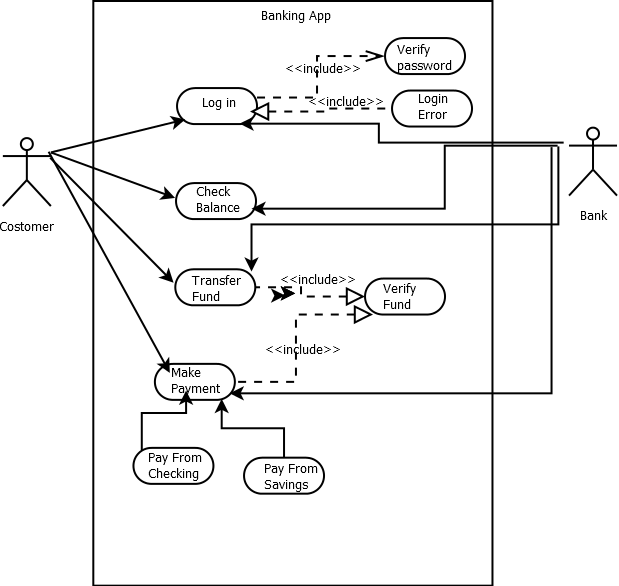 Banking App
Verify
password
<<include>>
Log in
<<include>>
Login
Error
Costomer
Bank
Check
Balance
Transfer
Fund
<<include>>
Verify
Fund
<<include>>
Make
Payment
Pay From
Checking
Pay From
Savings